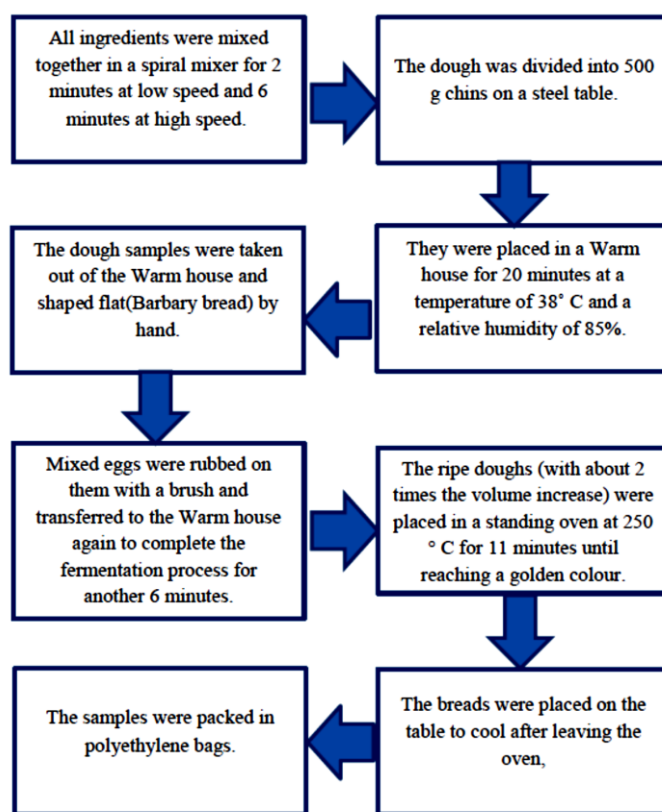 All ingredients were mixed
together in a spiral mixer for 2
minutes at low speed and 6
minutes at high speed.
The dough was divided into 500
g chins on a steel table.
They were placed in a Warm
house for 20 minutes at a
temperature of 38° C and a
relative humidity of 85%.
The dough samples were taken
out of the Warm house and
shaped flat(Barbary bread) by
hand.
Mixed eggs were rubbed on
them with a brush and
transferred to the Warm house
again to complete the
fermentation process for
another 6 minutes.
The ripe doughs (with about 2
times the volume increase) were
placed in a standing oven at 250
° C for 11 minutes until
reaching a golden colour.
The breads were placed on the
table to cool after leaving the
oven,
The samples were packed in
polyethylene bags.